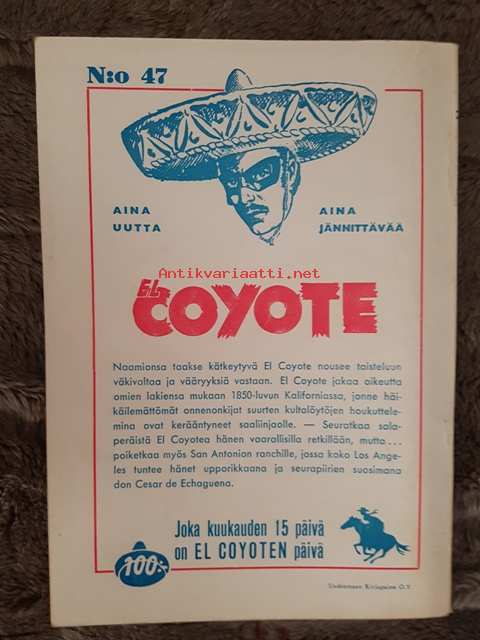 N:o 47
AINA UUTTA
AINA JÄNNITTÄVÄÄ
Antikvariaatti.net
EL COYOTE
Naamionsa taakse kätkeytyvä El Coyote nousee taisteluun
väkivaltaa ja vääryyksiä vastaan. El Coyote jakaa oikeutta
omien lakiensa mukaan 1850-luvun Kaliforniassa, jonne häi-
käilemättömät onnenonkijat suurten kultalöytöjen houkuttele-
mina ovat kerääntyneet saaliinjaolle. — Seuratkaa sala-
peräistä El Coyotea hänen vaarallisilla retkillään, mutta...
poiketkaa myös San Antonion ranchille, jossa koko Los Ange-
les tuntee hänet upporikkaana ja seurapiirien suosimana
don Cesar de Echaguena.
Joka kuukauden 15 päivä
on EL COYOTEN päivä
100:-
Uudenmaan Kirjapaino O.Y.